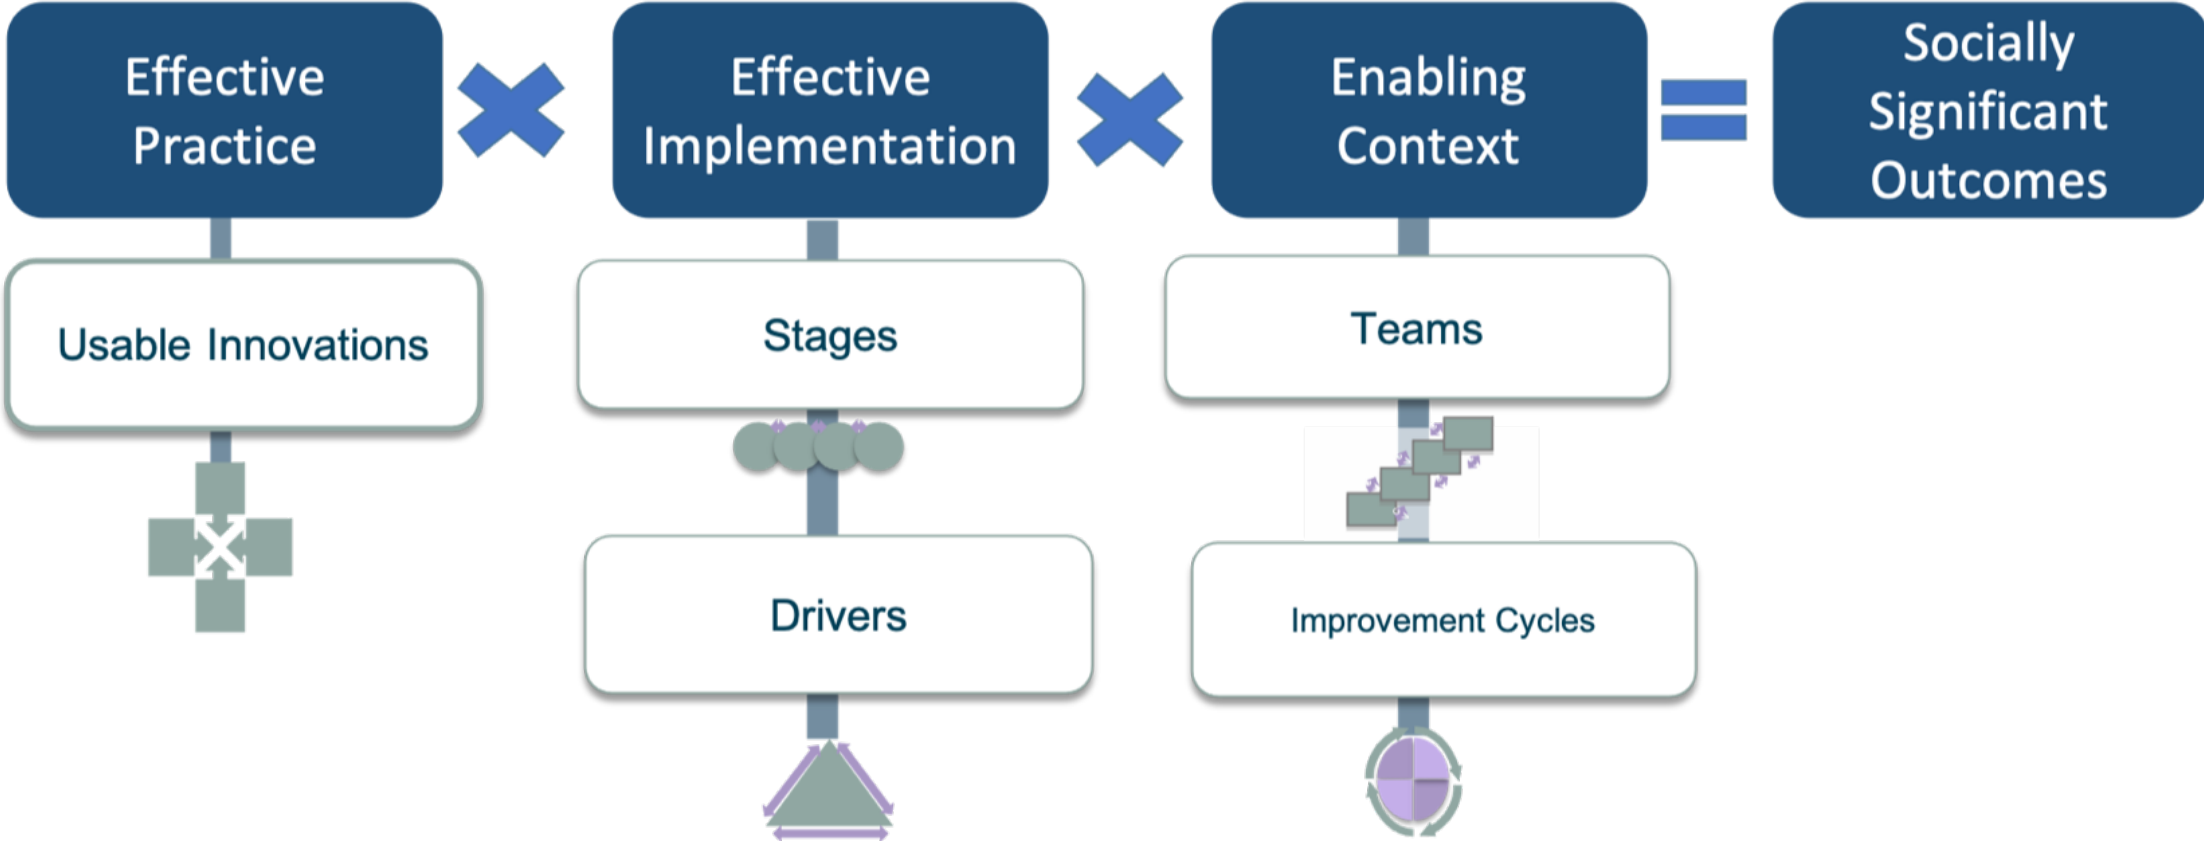 Effective
Practice
Effective
Implementation
Enabling
Context
Socially
Significant
Outcomes
Usable Innovations
Stages
Teams
Drivers
Improvement Cycles